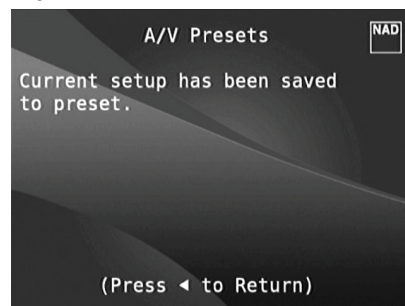 A/V Presets
NAD
Current setup has been saved
to preset.
(Press ◄ to Return)